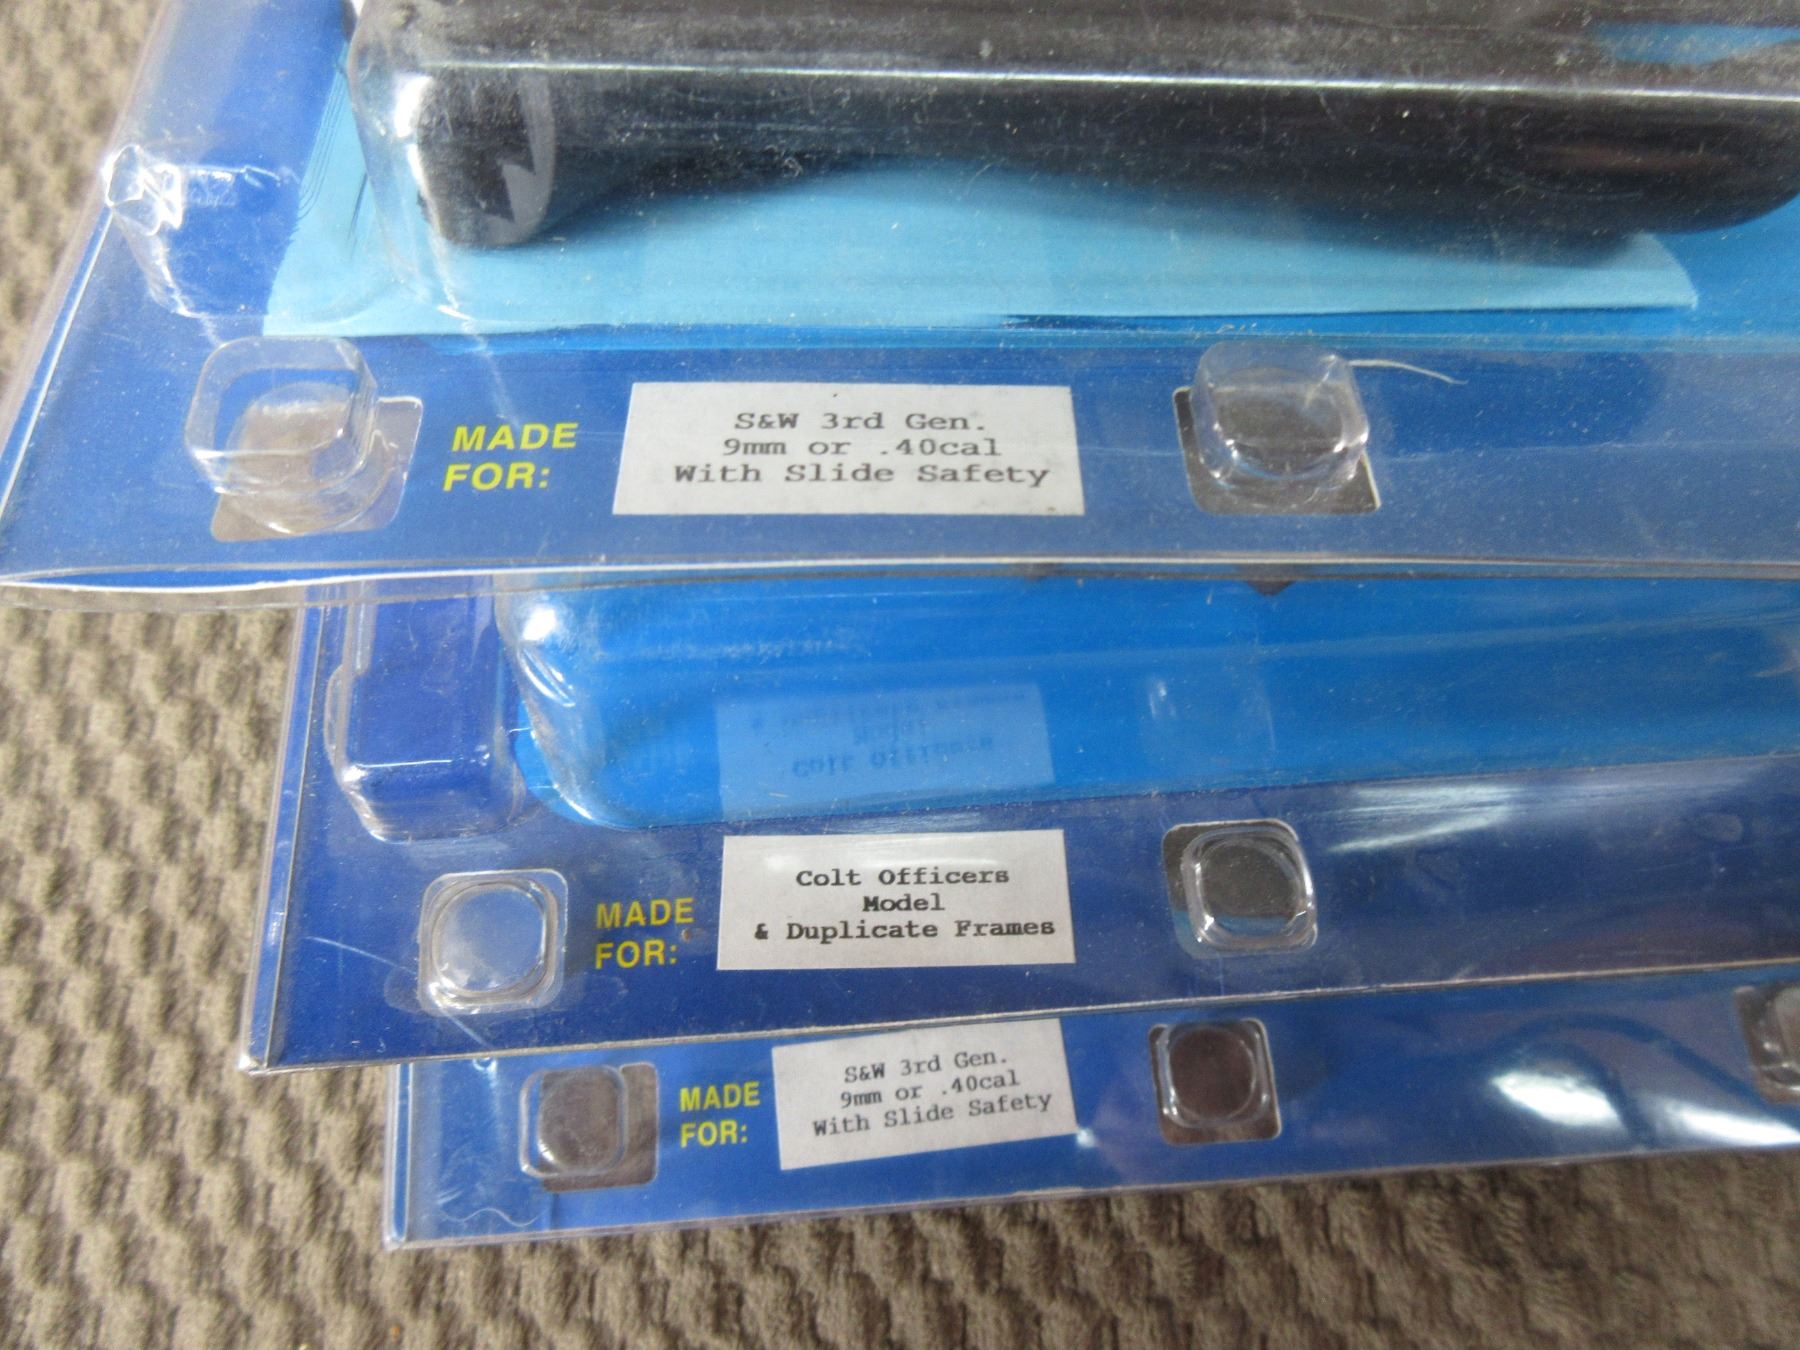 MADE
FOR:
S&W 3rd Gen.
9mm or .40cal
With Slide Safety
MADE
FOR:
Colt Officers
Model
& Duplicate Frames
MADE
FOR:
S&W 3rd Gen.
9mm or .40cal
With Slide Safety